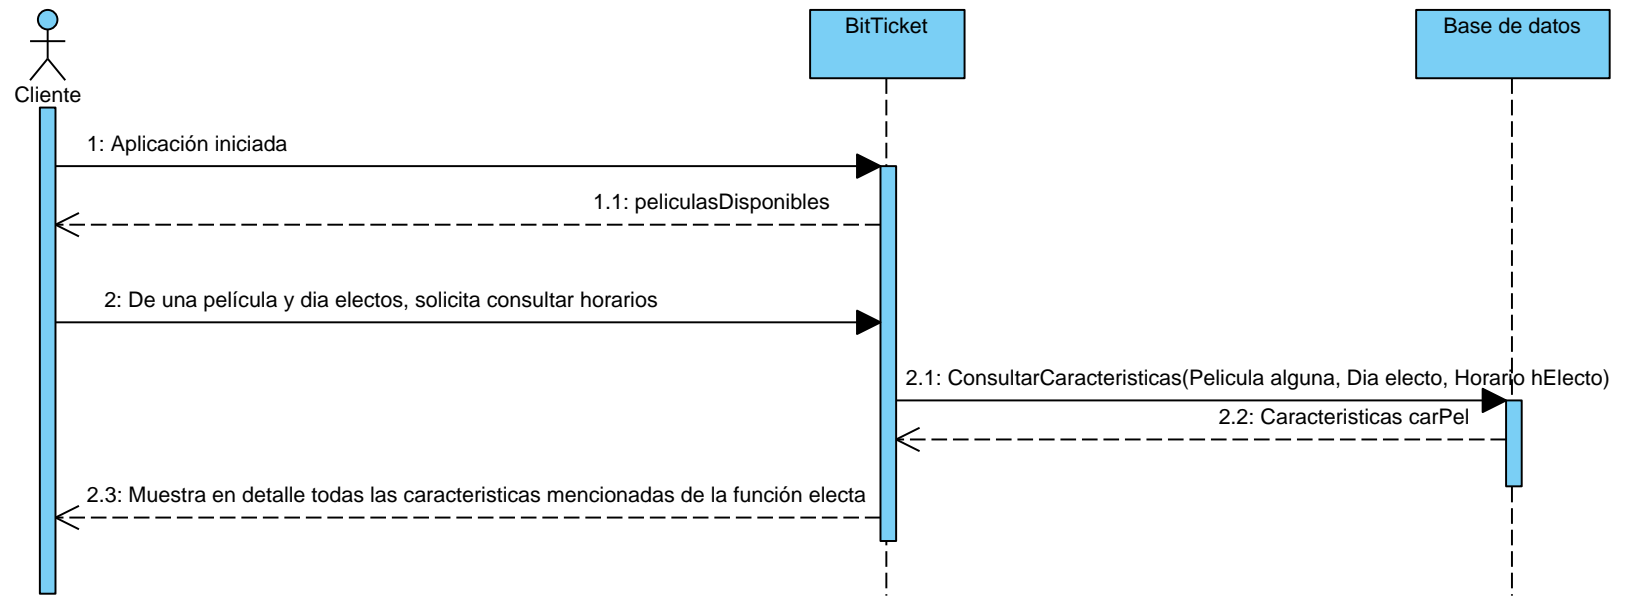 BitTicket
Base de datos
Cliente
1: Aplicación iniciada
1.1: peliculasDisponibles
2: De una película y dia electos, solicita consultar horarios
2.1: ConsultarCaracteristicas(Pelicula alguna, Dia electo, Horario hElecto)
2.2: Caracteristicas carPel
2.3: Muestra en detalle todas las caracteristicas mencionadas de la función electa